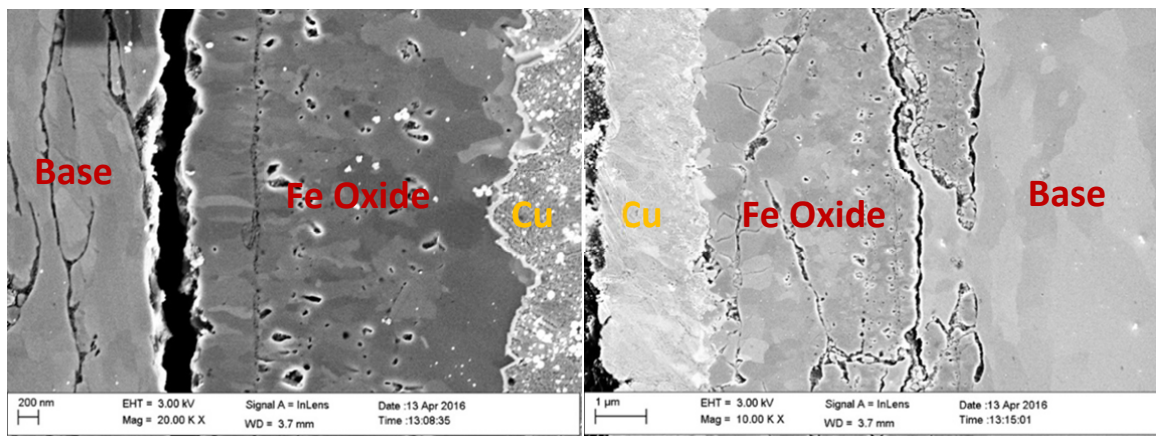 Base
Fe Oxide
Cu
200 nm
EHT = 3.00 kV
Mag = 20.00 K X
Signal A = InLens
WD = 3.7 mm
Date :13 Apr 2016
Time :13:08:35
Cu
Fe Oxide
Base
1 µm
EHT = 3.00 kV
Mag = 10.00 K X
Signal A = InLens
WD = 3.7 mm
Date :13 Apr 2016
Time :13:15:01